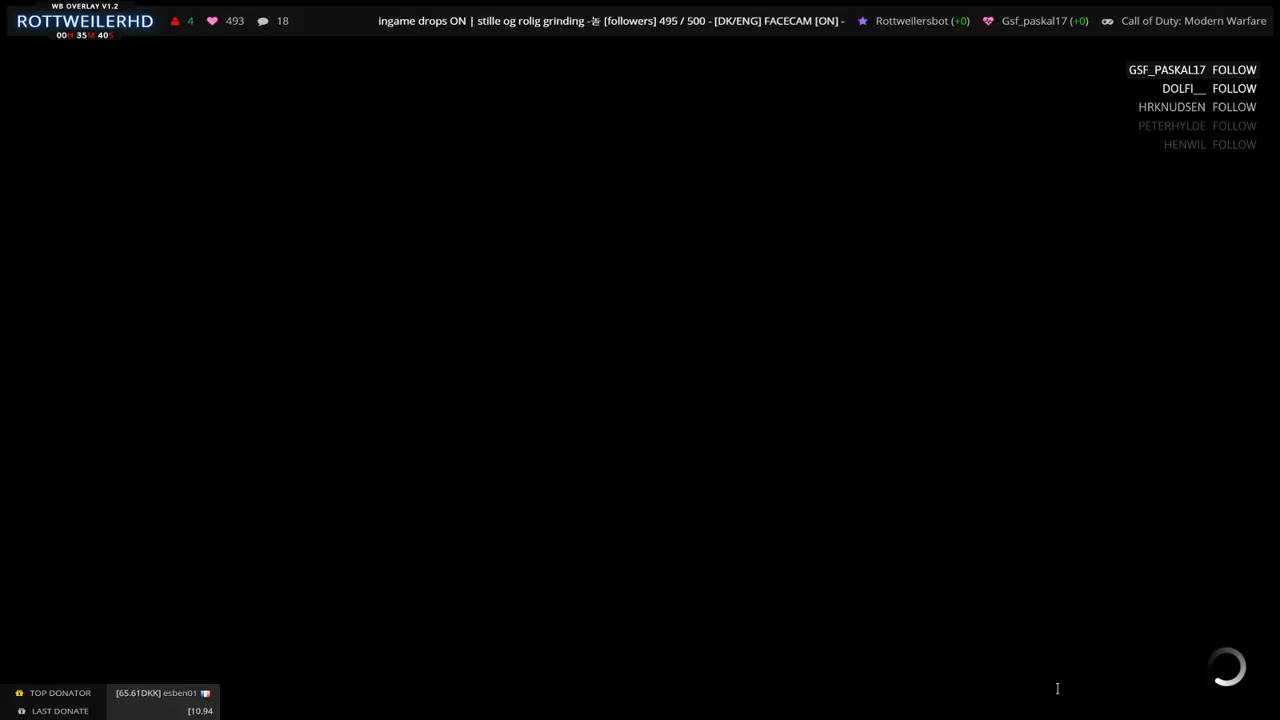 WB OVERLAY V1.2
ROTTWEILERHD
00H 35M 40S
4 493 18
ingame drops ON | stille og rolig grinding -놀 [followers] 495 / 500 - [DK/ENG] FACECAM [ON] -
Rottweilersbot (+0)
Gsf_paskal17 (+0)
Call of Duty: Modern Warfare
GSF_PASKAL17 FOLLOW
DOLFI__ FOLLOW
HRKNUDSEN FOLLOW
PETERHYLDE FOLLOW
HENWIL FOLLOW
TOP DONATOR [65.61DKK] esben01
LAST DONATE [10.94